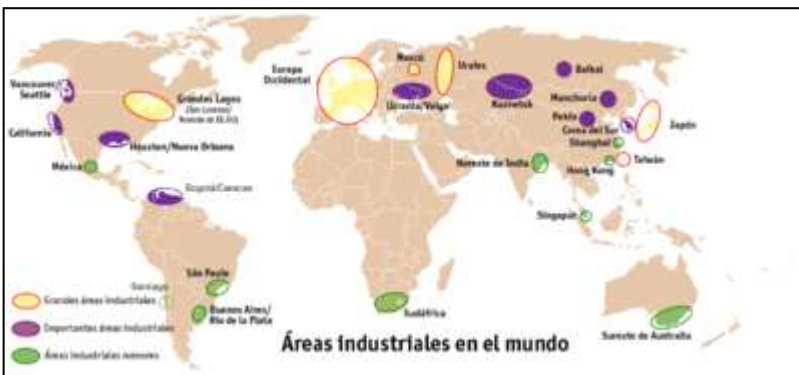 Vancouver/
Seattle
Grandes Lagos
(San Lorenzo/
Noreste de EE.UU)
California
Houston/Nueva Orleans
México
Bogotá/Caracas
São Paulo
Santiago
Buenos Aires/
Río de la Plata
Europa
Occidental
Moscú
Urales
Ucrania/Volga
Kuznetsk
Baikal
Manchuria
Pekín
Corea del Sur
Japón
Shanghai
Taiwán
Hong Kong
Noreste de India
Singapur
Sudáfrica
Sureste de Australia
Grandes áreas industriales
Importantes áreas industriales
Áreas industriales menores
Áreas industriales en el mundo